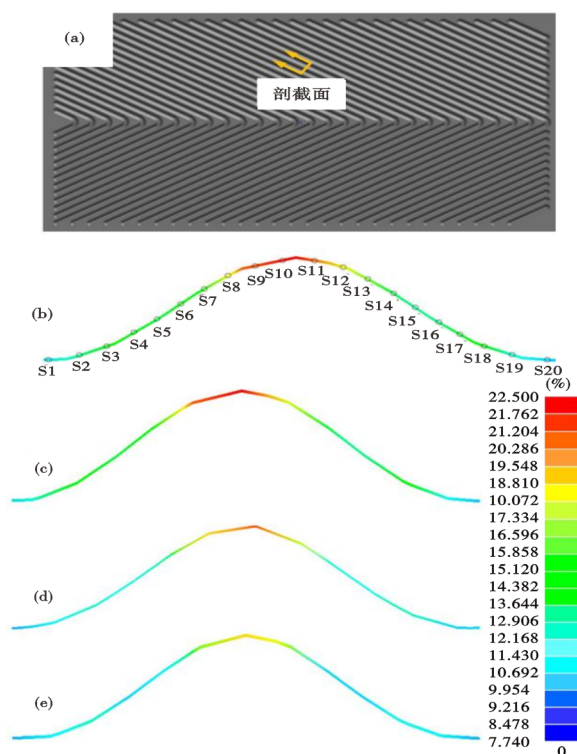 (a)
剖截面
(b)
S1
S2
S3
S4
S5
S6
S7
S8
S9
S10
S11
S12
S13
S14
S15
S16
S17
S18
S19
S20
(%)
22.500
21.762
21.204
20.286
19.548
18.810
10.072
17.334
16.596
15.858
15.120
14.382
13.644
12.906
12.168
11.430
10.692
9.954
9.216
8.478
7.740
0
(c)
(d)
(e)